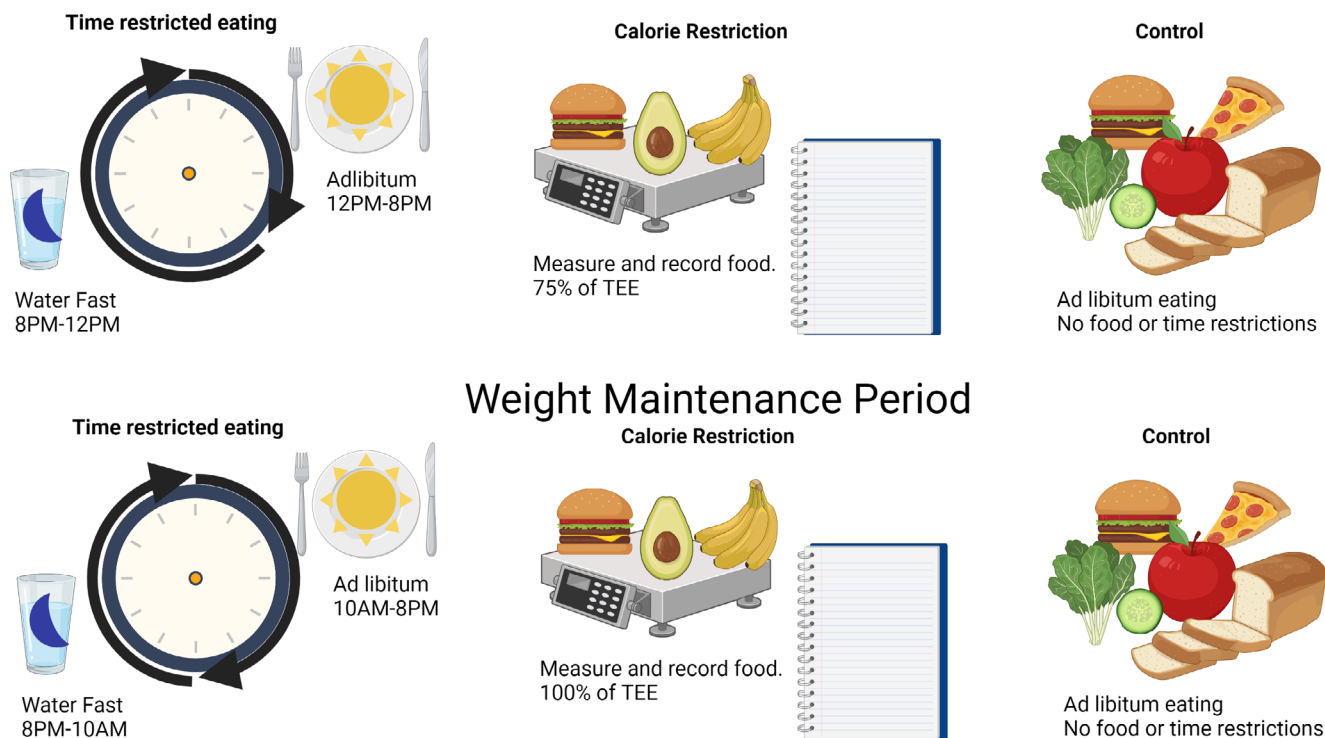 Time restricted eating
Adlibitum
12PM-8PM
Water Fast
8PM-12PM
Calorie Restriction
Measure and record food.
75% of TEE
Control
Ad libitum eating
No food or time restrictions
Weight Maintenance Period
Time restricted eating
Ad libitum
10AM-8PM
Water Fast
8PM-10AM
Calorie Restriction
Measure and record food.
100% of TEE
Control
Ad libitum eating
No food or time restrictions